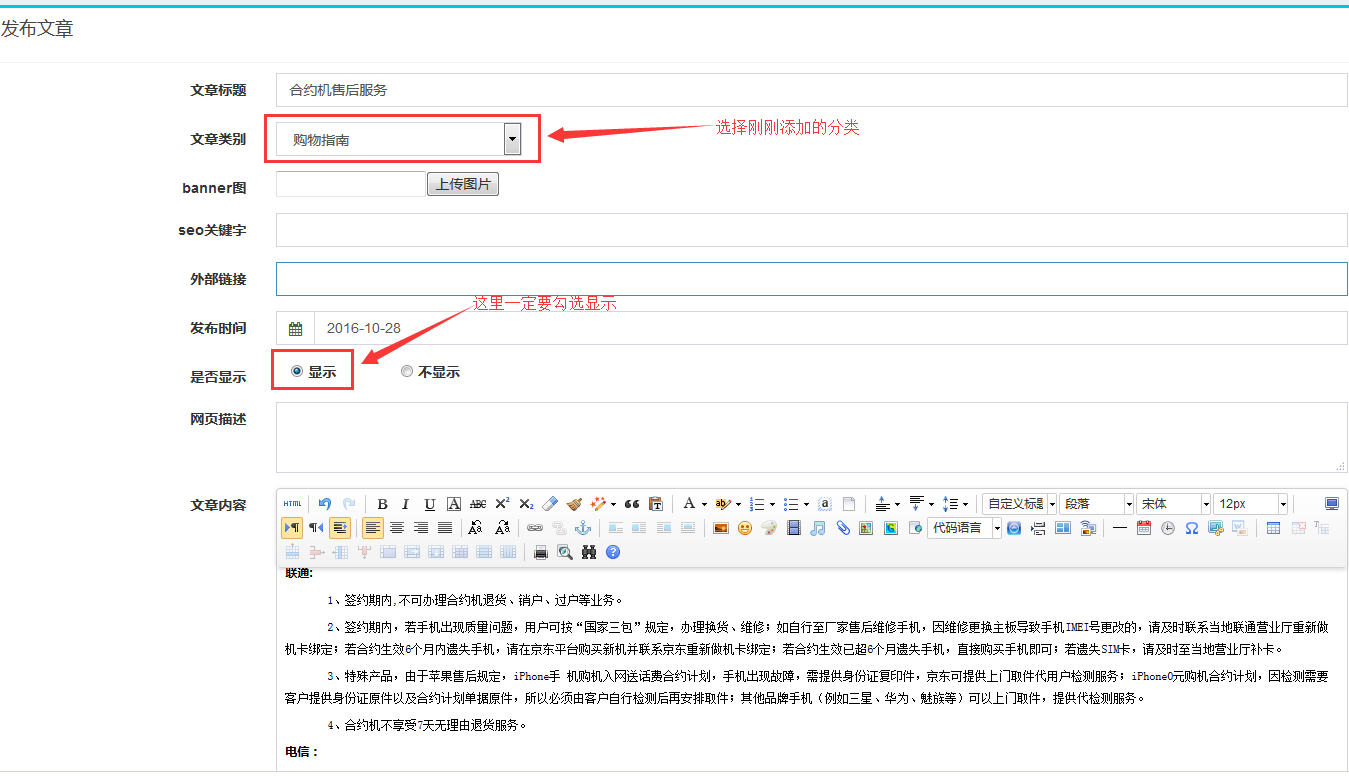 发布文章
文章标题 合约机售后服务
文章类别 购物指南 选择刚刚添加的分类
banner图 上传图片
seo关键字
外部链接
这里一定要勾选显示
发布时间 2016-10-28
是否显示 显示 不显示
网页描述
文章内容 HTML B I U A ABC X² X₂ A ab a 自定义标题 段落 宋体 12px
代码语言
联通:
1、签约期内,不可办理合约机退货、销户、过户等业务。
2、签约期内，若手机出现质量问题，用户可按“国家三包”规定，办理换货、维修；如自行至厂家售后维修手机，因维修更换主板导致手机IMEI号更改的，请及时联系当地联通营业厅重新做
机卡绑定；若合约生效6个月内遗失手机，请在京东平台购买新机并联系京东重新做机卡绑定；若合约生效已超6个月遗失手机，直接购买手机即可；若遗失SIM卡，请及时至当地营业厅补卡。
3、特殊产品，由于苹果售后规定，iPhone手 机购机入网送话费合约计划，手机出现故障，需提供身份证复印件，京东可提供上门取件代用户检测服务；iPhone0元购机合约计划，因检测需要
客户提供身份证原件以及合约计划单据原件，所以必须由客户自行检测后再安排取件；其他品牌手机（例如三星、华为、魅族等）可以上门取件，提供代检测服务。
4、合约机不享受7天无理由退货服务。
电信：